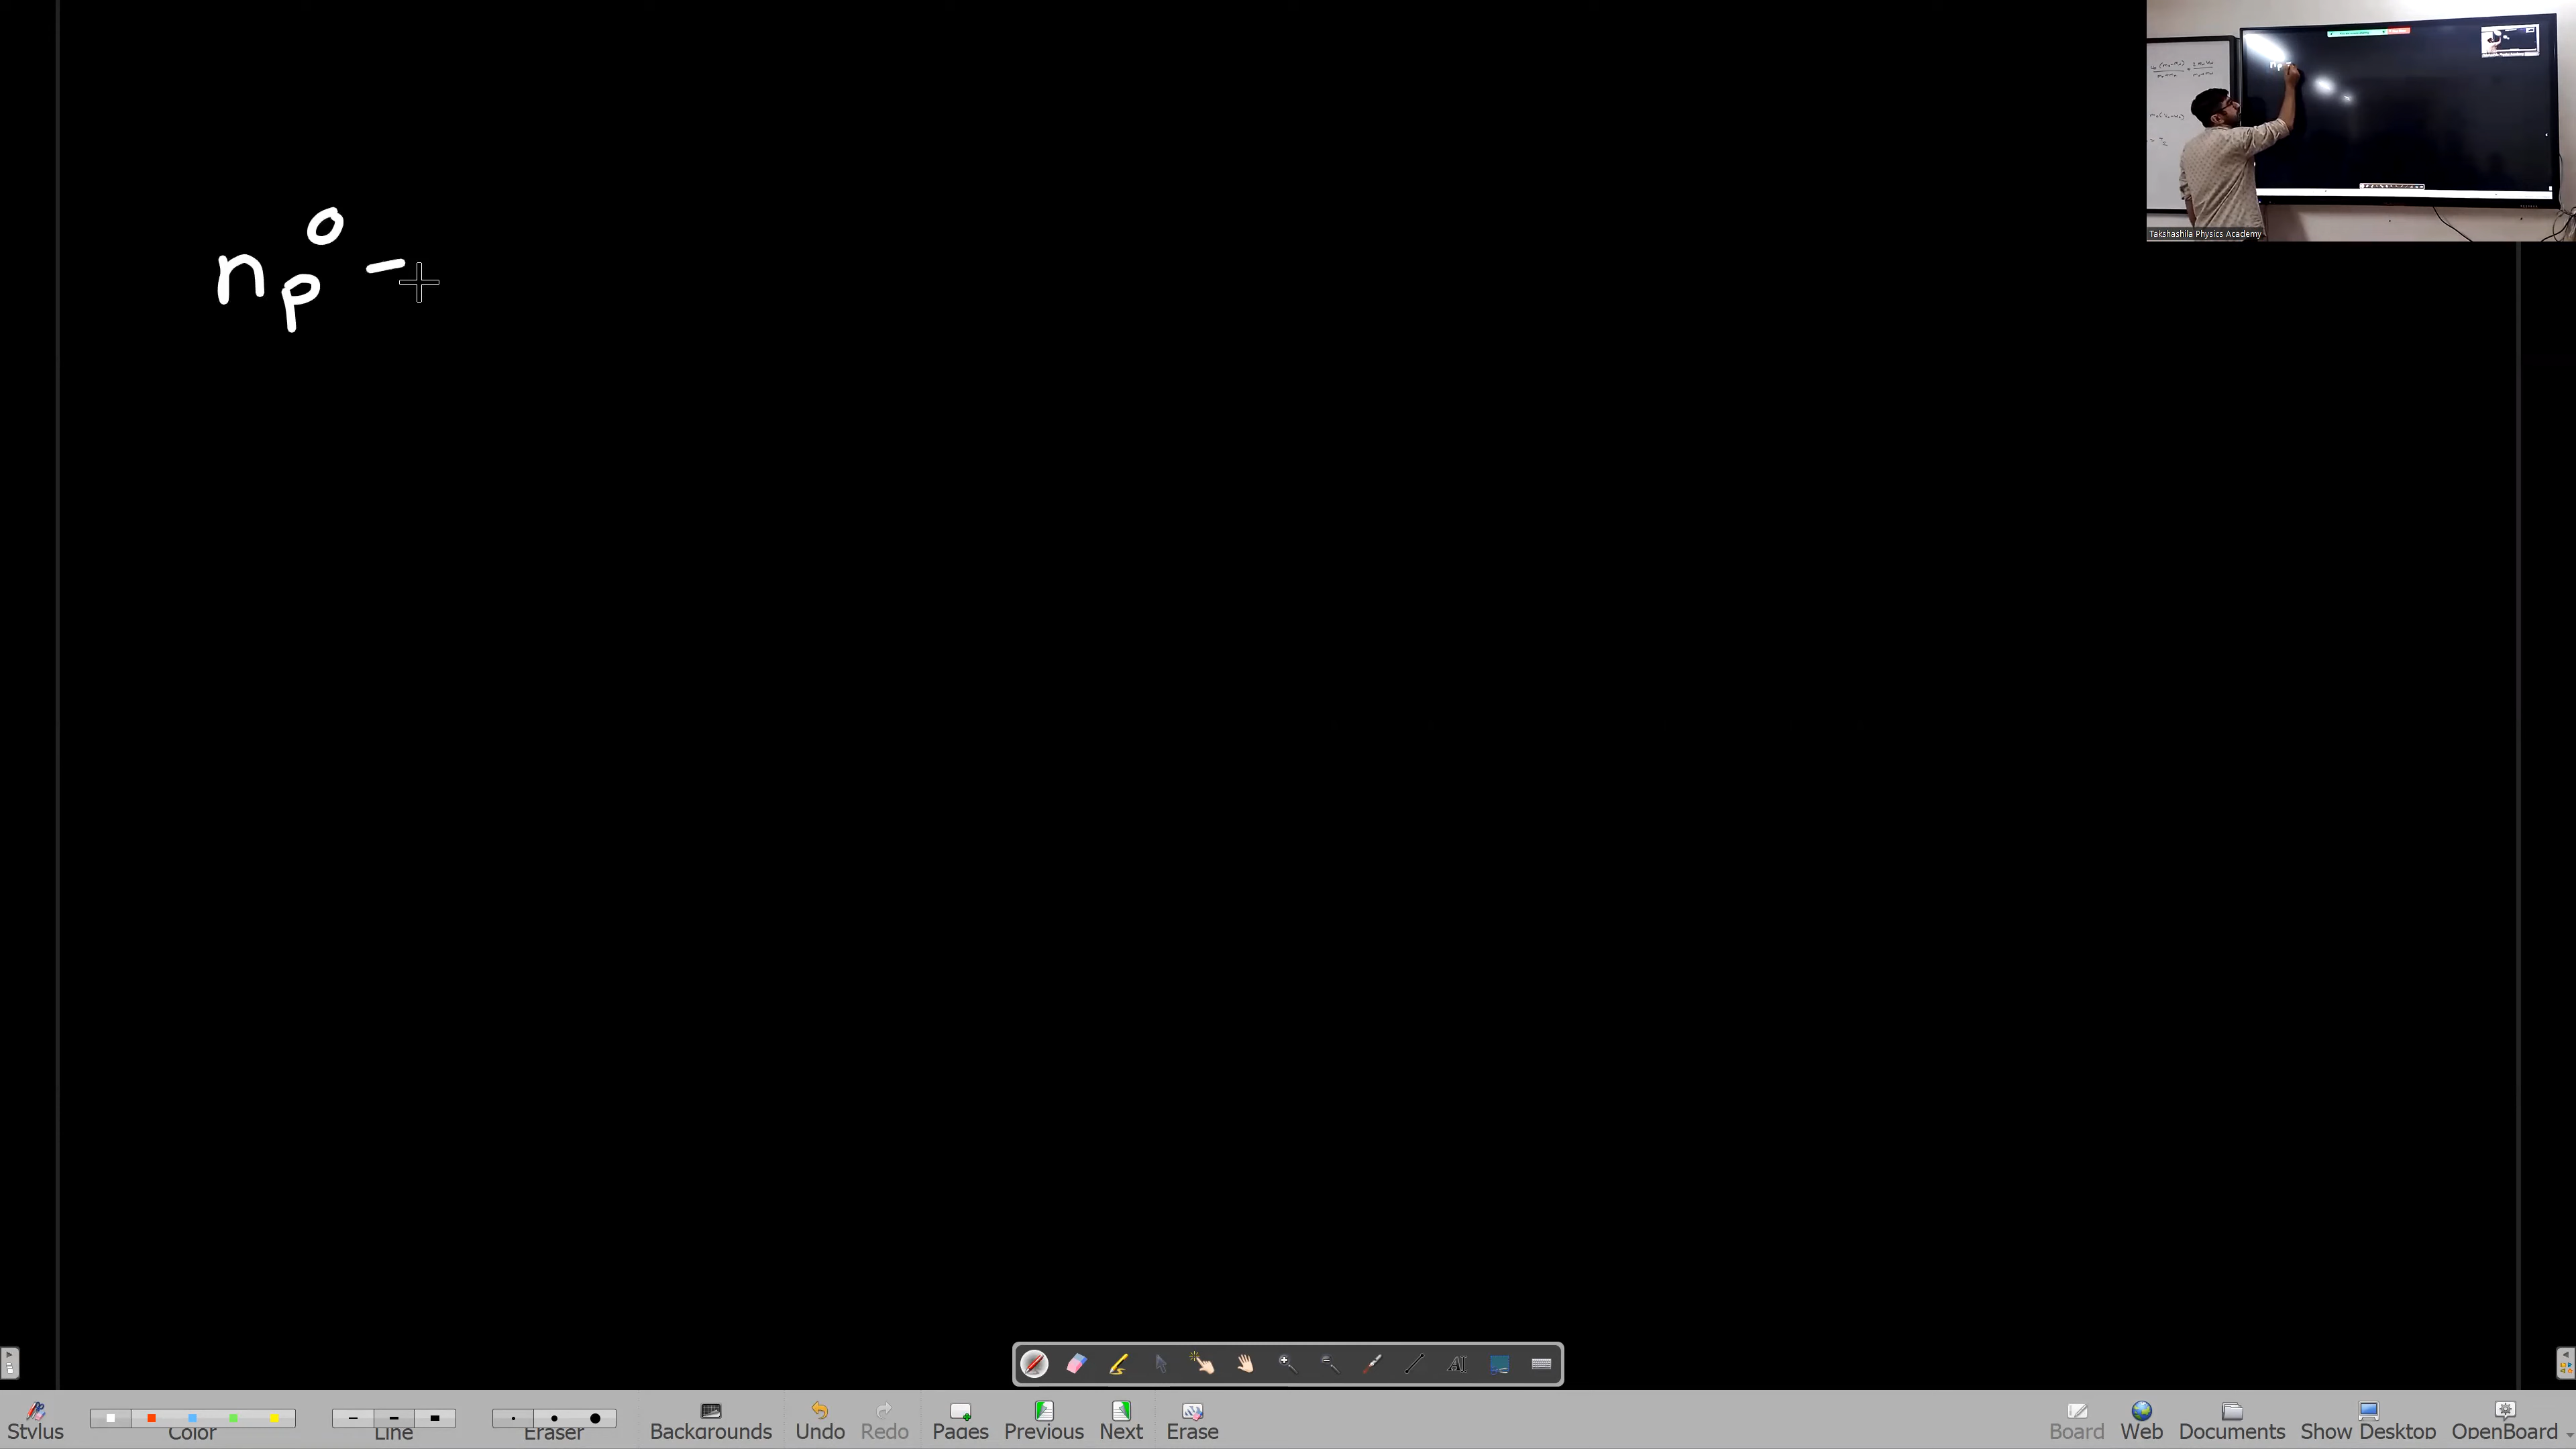 n_p^0 -
Takshashila Physics Academy
Stylus Color Line Eraser Backgrounds Undo Redo Pages Previous Next Erase Board Web Documents Show Desktop OpenBoard